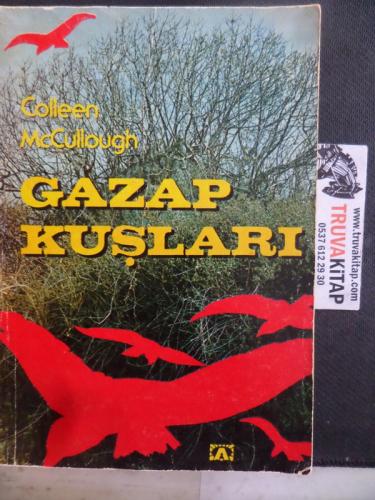 Colleen
McCullough
GAZAP
KUŞLARI
A
www.truvakitap.com
TRUVAKİTAP
0537 612 29 30